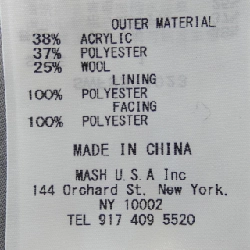 OUTER MATERIAL
38% ACRYLIC
37% POLYESTER
25% WOOL
LINING
100% POLYESTER
FACING
100% POLYESTER
MADE IN CHINA
MASH U.S.A Inc
144 Orchard St. New York.
NY 10002
TEL 917 409 5520